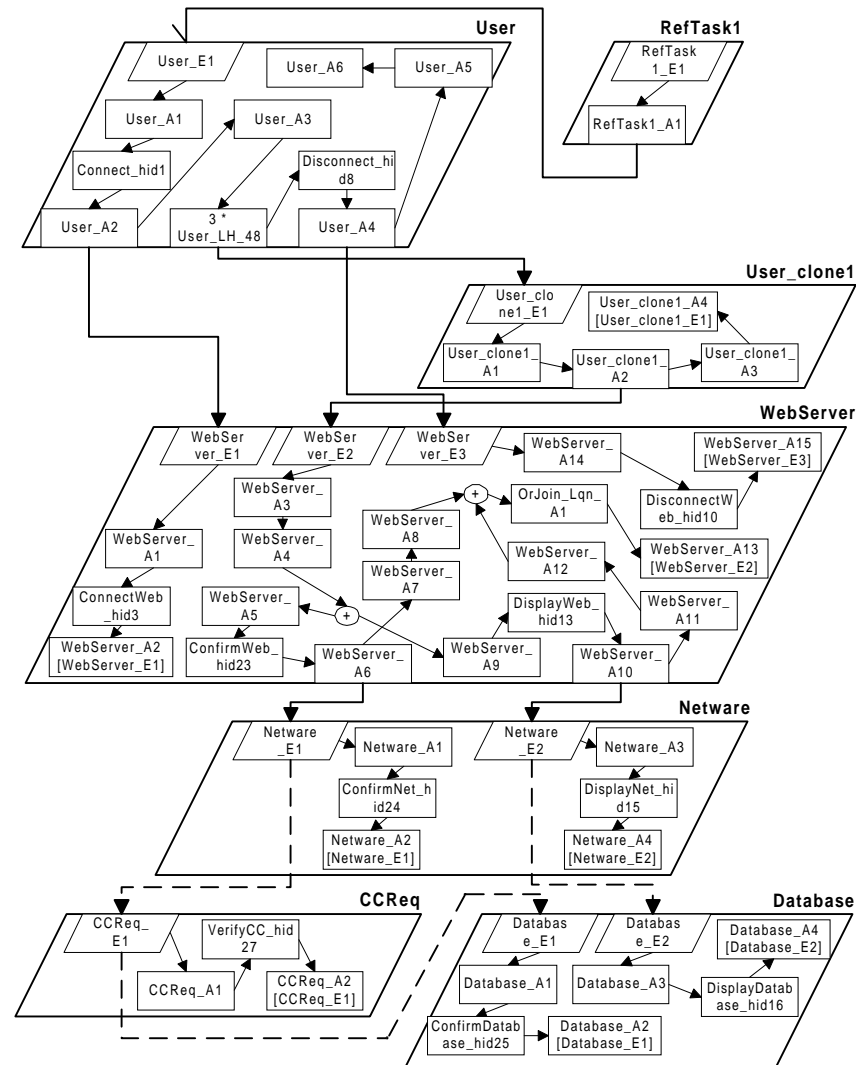 User
RefTask1
User_E1
User_A6
User_A5
RefTask
1_E1
User_A1
User_A3
RefTask1_A1
Connect_hid1
Disconnect_hi
d8
User_A2
3 *
User_LH_48
User_A4
User_clone1
User_clo
ne1_E1
User_clone1_A4
[User_clone1_E1]
User_clone1_
A1
User_clone1_
A2
User_clone1_
A3
WebServer
WebSer
ver_E1
WebSer
ver_E2
WebSer
ver_E3
WebServer_
A14
WebServer_A15
[WebServer_E3]
WebServer_
A3
DisconnectW
eb_hid10
+
OrJoin_Lqn_
A1
WebServer_
A8
WebServer_
A1
WebServer_
A4
WebServer_A13
[WebServer_E2]
WebServer_
A12
WebServer_
A7
ConnectWeb
_hid3
WebServer_
A5
+
DisplayWeb_
hid13
WebServer_
A11
WebServer_A2
[WebServer_E1]
ConfirmWeb_
hid23
WebServer_
A6
WebServer_
A9
WebServer_
A10
Netware
Netware
_E1
Netware_A1
Netware
_E2
Netware_A3
ConfirmNet_h
id24
DisplayNet_hi
d15
Netware_A2
[Netware_E1]
Netware_A4
[Netware_E2]
CCReq
Database
CCReq_
E1
VerifyCC_hid
27
Databas
e_E1
Databas
e_E2
Database_A4
[Database_E2]
CCReq_A1
CCReq_A2
[CCReq_E1]
Database_A1
Database_A3
DisplayDatab
ase_hid16
ConfirmDatab
ase_hid25
Database_A2
[Database_E1]